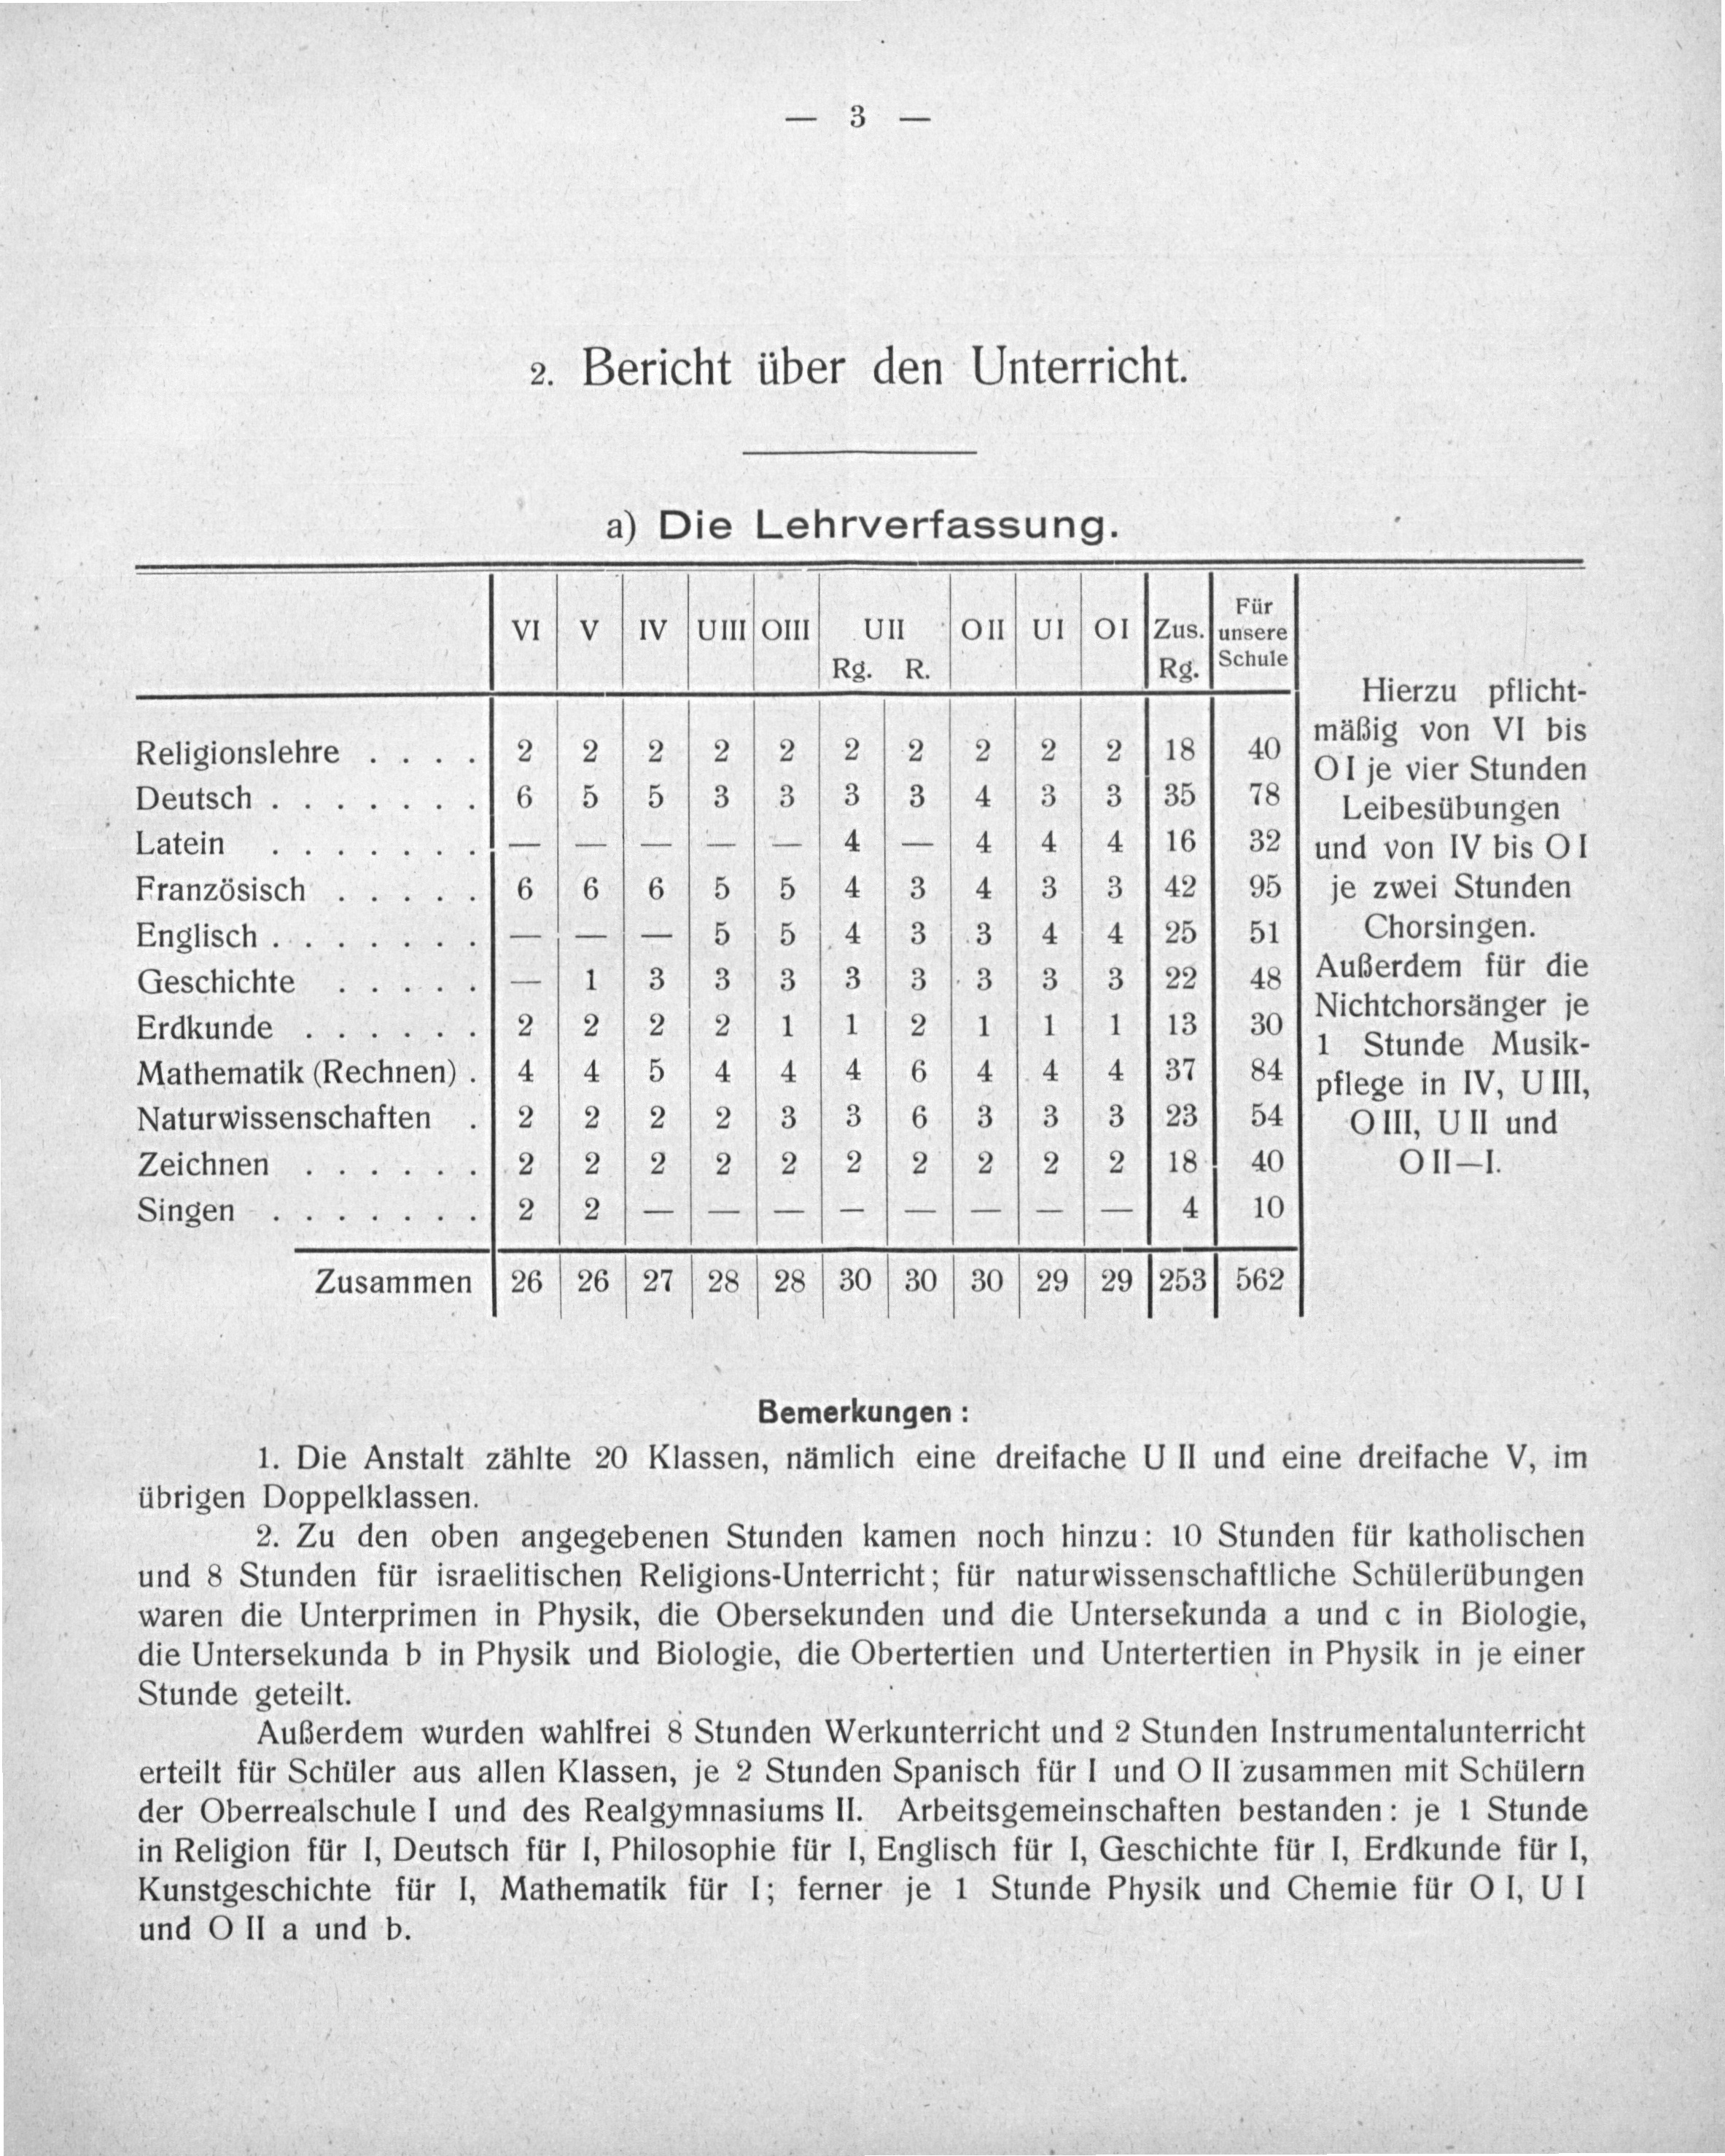 — 3 —
2. Bericht über den Unterricht.
a) Die Lehrverfassung.
VI V IV UIII OIII UII OII UI OI Zus. Für unsere Schule
Rg. R. Rg.
Religionslehre . . . . 2 2 2 2 2 2 2 2 2 2 18 40
Deutsch . . . . . . . 6 5 5 3 3 3 3 4 3 3 35 78
Latein . . . . . . . — — — — — 4 — 4 4 4 16 32
Französisch . . . . . 6 6 6 5 5 4 3 4 3 3 42 95
Englisch . . . . . . . — — — 5 5 4 3 3 4 4 25 51
Geschichte . . . . . — 1 3 3 3 3 3 3 3 3 22 48
Erdkunde . . . . . . 2 2 2 2 1 1 2 1 1 1 13 30
Mathematik (Rechnen) . 4 4 5 4 4 4 6 4 4 4 37 84
Naturwissenschaften . 2 2 2 2 3 3 6 3 3 3 23 54
Zeichnen . . . . . . 2 2 2 2 2 2 2 2 2 2 18 40
Singen . . . . . . . 2 2 — — — — — — — — 4 10
Zusammen 26 26 27 28 28 30 30 30 29 29 253 562
Hierzu pflicht-
mäßig von VI bis
O I je vier Stunden
Leibesübungen
und von IV bis O I
je zwei Stunden
Chorsingen.
Außerdem für die
Nichtchorsänger je
1 Stunde Musik-
pflege in IV, U III,
O III, U II und
O II—I.
Bemerkungen :
1. Die Anstalt zählte 20 Klassen, nämlich eine dreifache U II und eine dreifache V, im
übrigen Doppelklassen.
2. Zu den oben angegebenen Stunden kamen noch hinzu: 10 Stunden für katholischen
und 8 Stunden für israelitischen Religions-Unterricht; für naturwissenschaftliche Schülerübungen
waren die Unterprimen in Physik, die Obersekunden und die Untersekunda a und c in Biologie,
die Untersekunda b in Physik und Biologie, die Obertertien und Untertertien in Physik in je einer
Stunde geteilt.
Außerdem wurden wahlfrei 8 Stunden Werkunterricht und 2 Stunden Instrumentalunterricht
erteilt für Schüler aus allen Klassen, je 2 Stunden Spanisch für I und O II zusammen mit Schülern
der Oberrealschule I und des Realgymnasiums II. Arbeitsgemeinschaften bestanden: je 1 Stunde
in Religion für I, Deutsch für I, Philosophie für I, Englisch für I, Geschichte für I, Erdkunde für I,
Kunstgeschichte für I, Mathematik für I; ferner je 1 Stunde Physik und Chemie für O I, U I
und O II a und b.